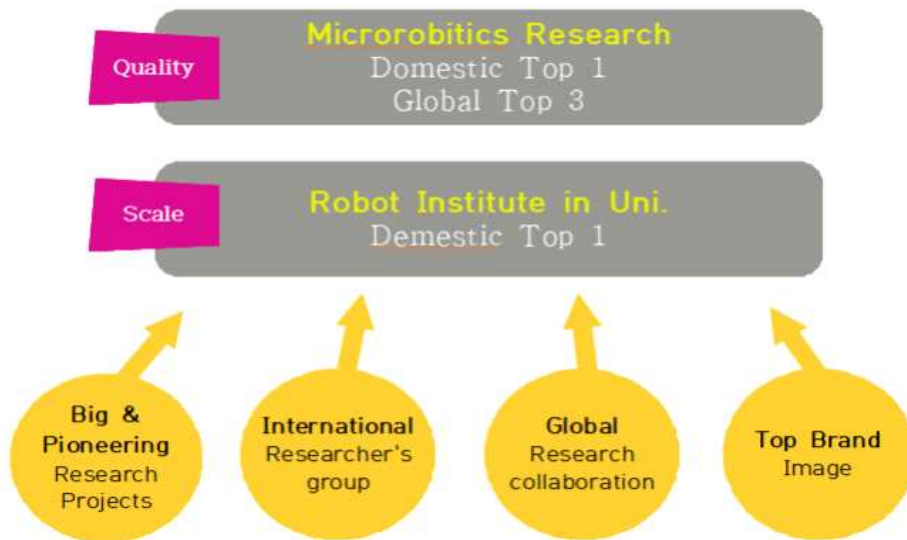 Quality
Microrobitics Research
Domestic Top 1
Global Top 3
Scale
Robot Institute in Uni.
Demestic Top 1
Big &
Pioneering
Research
Projects
International
Researcher's
group
Global
Research
collaboration
Top Brand
Image